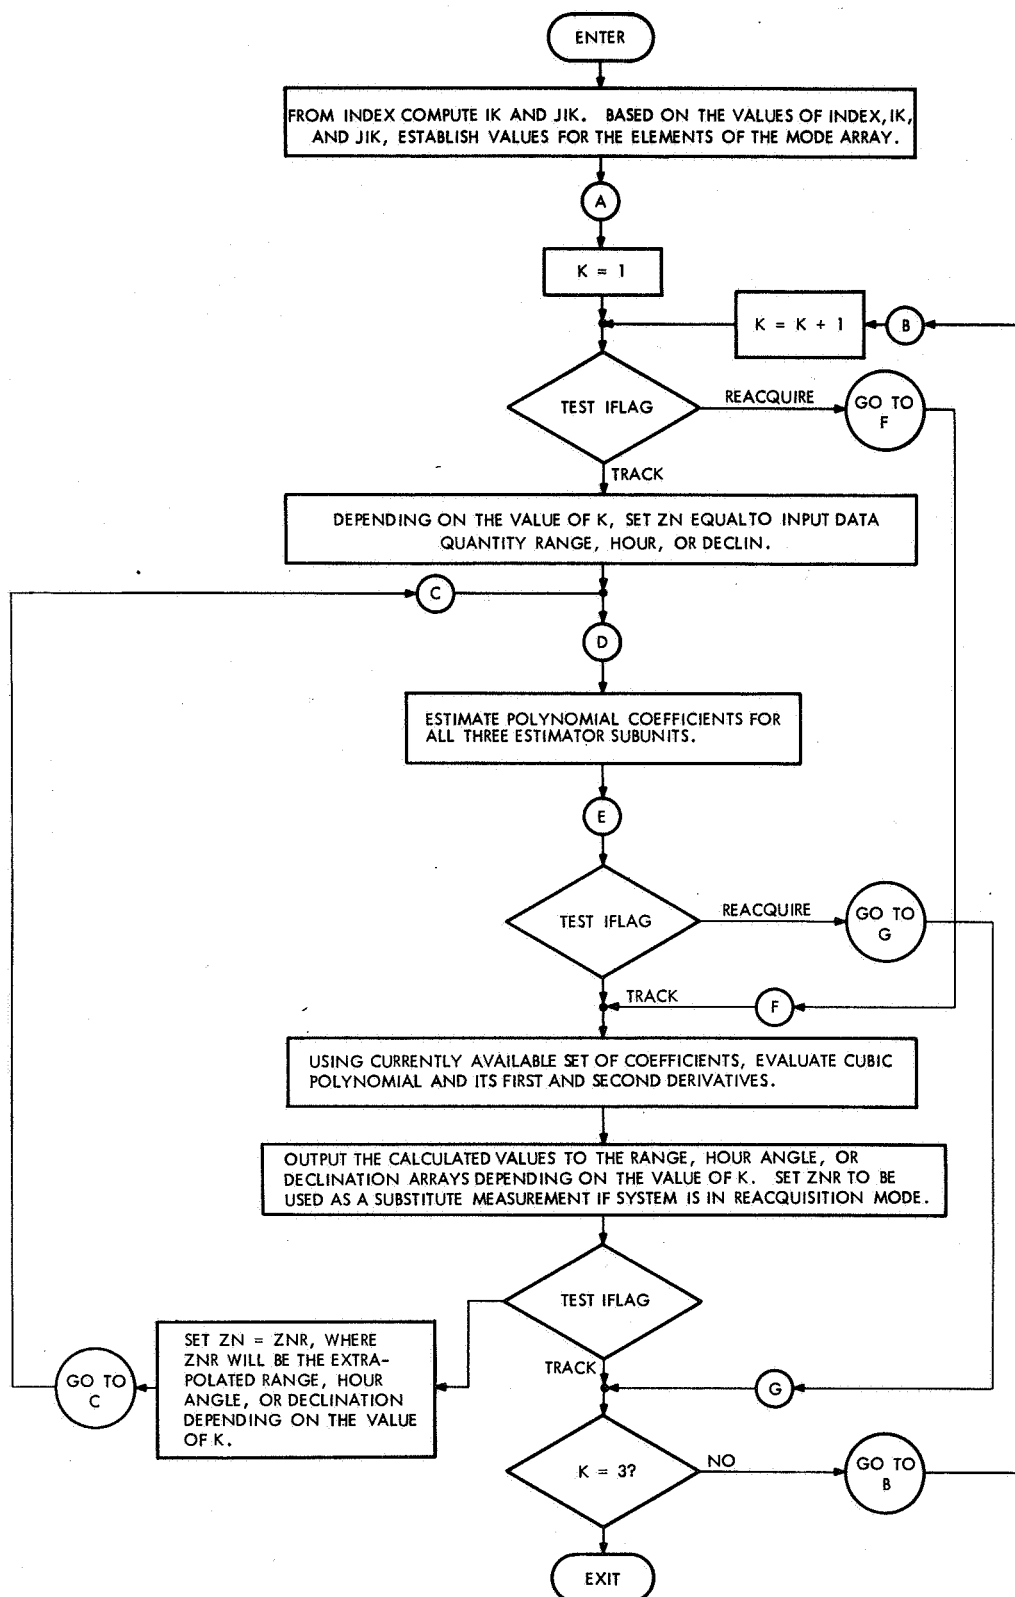 ENTER
FROM INDEX COMPUTE IK AND JIK. BASED ON THE VALUES OF INDEX, IK,
AND JIK, ESTABLISH VALUES FOR THE ELEMENTS OF THE MODE ARRAY.
A
K = 1
K = K + 1
B
TEST IFLAG
REACQUIRE
GO TO
F
TRACK
DEPENDING ON THE VALUE OF K, SET ZN EQUAL TO INPUT DATA
QUANTITY RANGE, HOUR, OR DECLIN.
C
D
ESTIMATE POLYNOMIAL COEFFICIENTS FOR
ALL THREE ESTIMATOR SUBUNITS.
E
TEST IFLAG
REACQUIRE
GO TO
G
TRACK
F
USING CURRENTLY AVAILABLE SET OF COEFFICIENTS, EVALUATE CUBIC
POLYNOMIAL AND ITS FIRST AND SECOND DERIVATIVES.
OUTPUT THE CALCULATED VALUES TO THE RANGE, HOUR ANGLE, OR
DECLINATION ARRAYS DEPENDING ON THE VALUE OF K. SET ZNR TO BE
USED AS A SUBSTITUTE MEASUREMENT IF SYSTEM IS IN REACQUISITION MODE.
TEST IFLAG
SET ZN = ZNR, WHERE
ZNR WILL BE THE EXTRA-
POLATED RANGE, HOUR
ANGLE, OR DECLINATION
DEPENDING ON THE VALUE
OF K.
GO TO
C
TRACK
G
K = 3?
NO
GO TO
B
EXIT